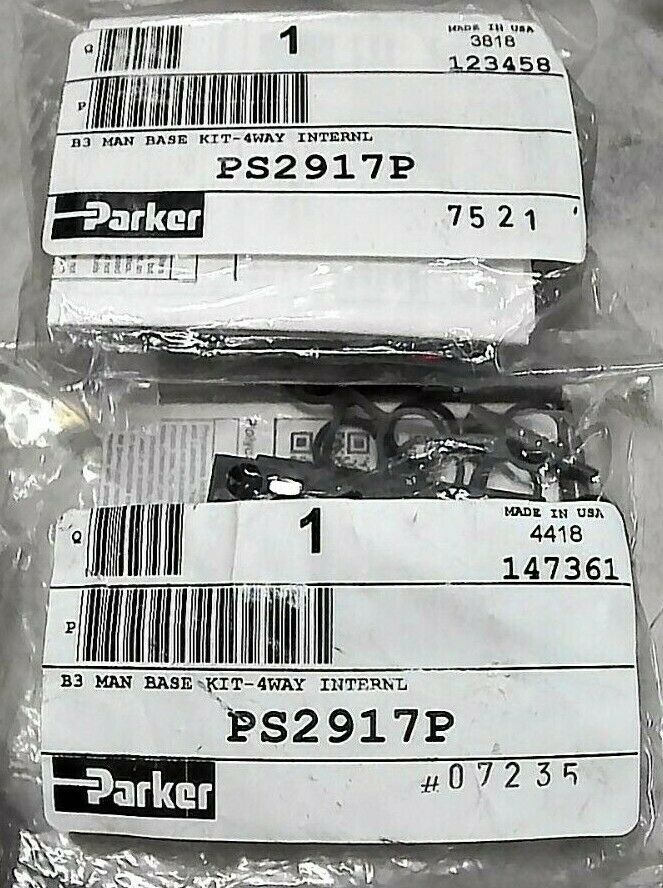 Q 1 MADE IN USA
3818
123458
P
B3 MAN BASE KIT-4WAY INTERNL
PS2917P
Parker 7521
Q 1 MADE IN USA
4418
147361
P
B3 MAN BASE KIT-4WAY INTERNL
PS2917P
Parker #07235